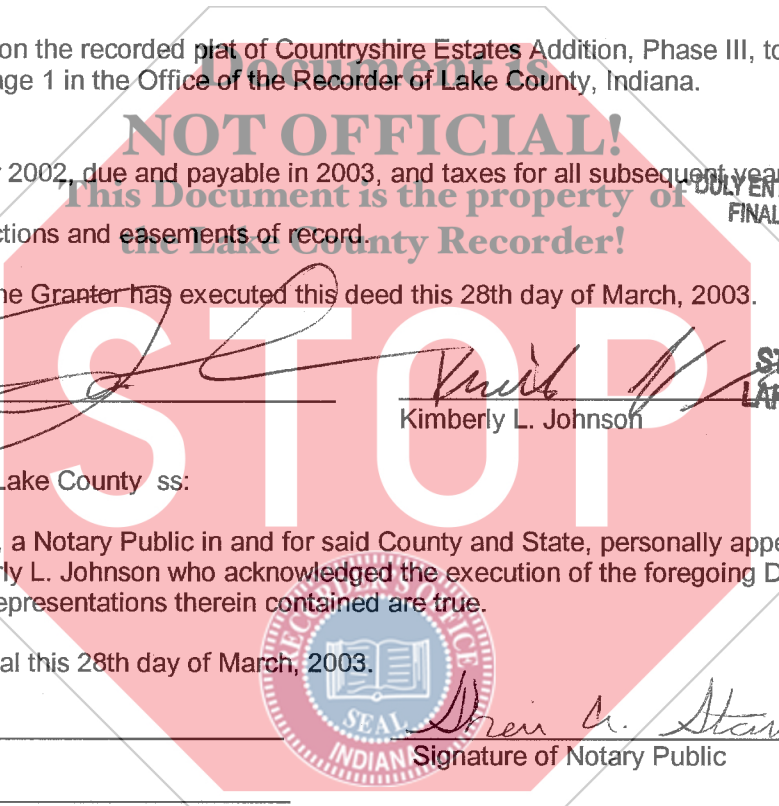 on the recorded plat of Countryshire Estates Addition, Phase III, to
ge 1 in the Office of the Recorder of Lake County, Indiana.
Document is
NOT OFFICIAL!
This Document is the property of
the Lake County Recorder!
2002, due and payable in 2003, and taxes for all subsequent year
DULY EN
FINAL
ctions and easements of record.
ne Grantor has executed this deed this 28th day of March, 2003.
STOP
Kimberly L. Johnson
Lake County ss:
, a Notary Public in and for said County and State, personally appe
rly L. Johnson who acknowledged the execution of the foregoing D
epresentations therein contained are true.
al this 28th day of March, 2003.
RECORDER'S OFFICE
SEAL
INDIANA
Signature of Notary Public